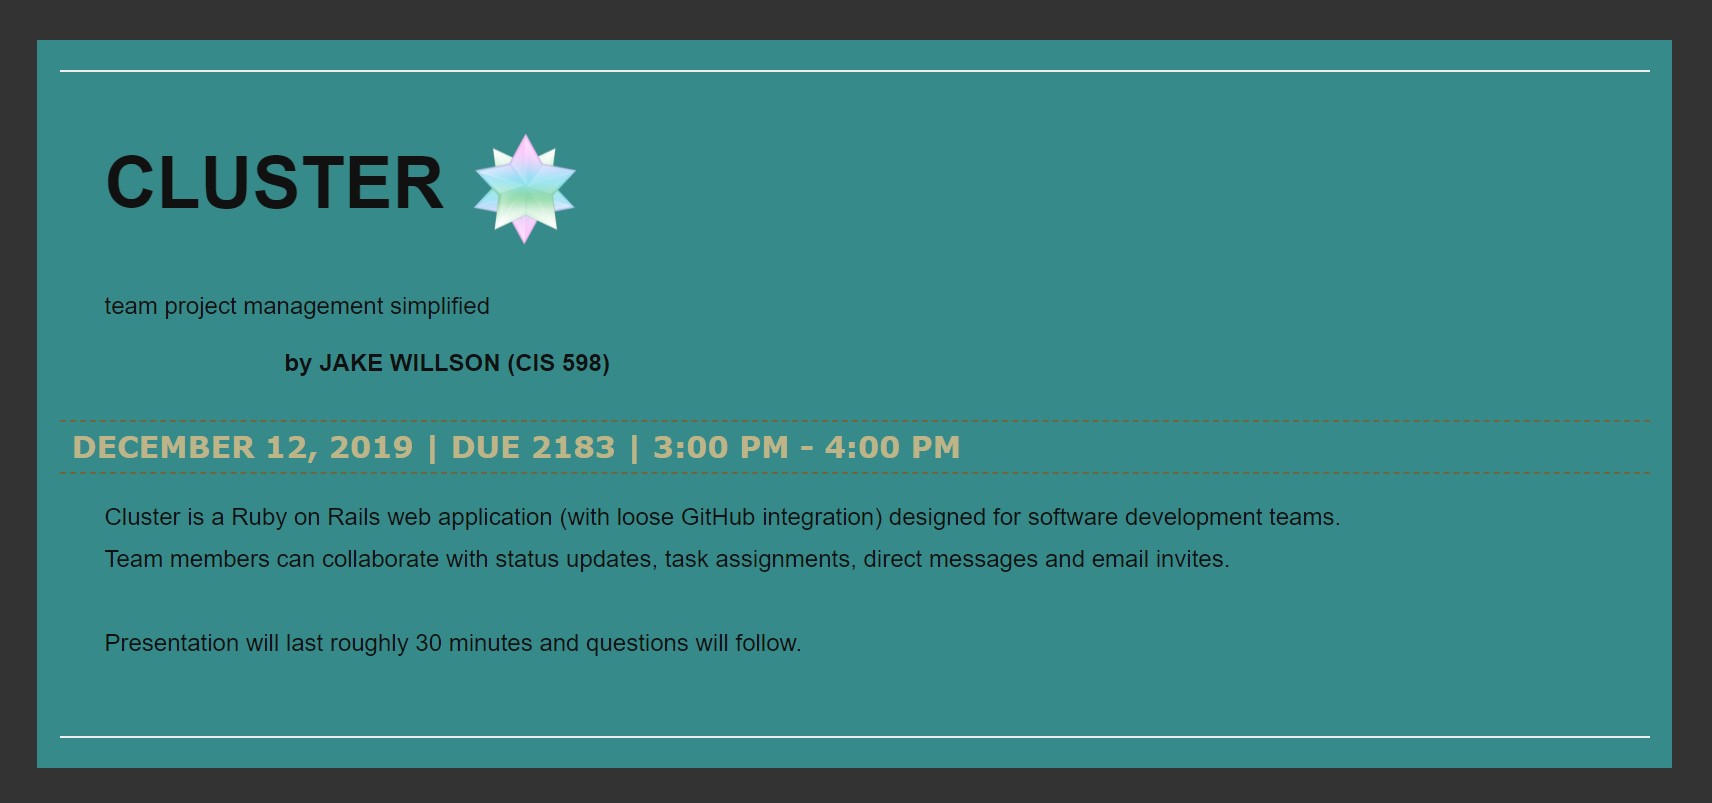 CLUSTER
team project management simplified
by JAKE WILLSON (CIS 598)
DECEMBER 12, 2019 | DUE 2183 | 3:00 PM – 4:00 PM
Cluster is a Ruby on Rails web application (with loose GitHub integration) designed for software development teams.
Team members can collaborate with status updates, task assignments, direct messages and email invites.
Presentation will last roughly 30 minutes and questions will follow.